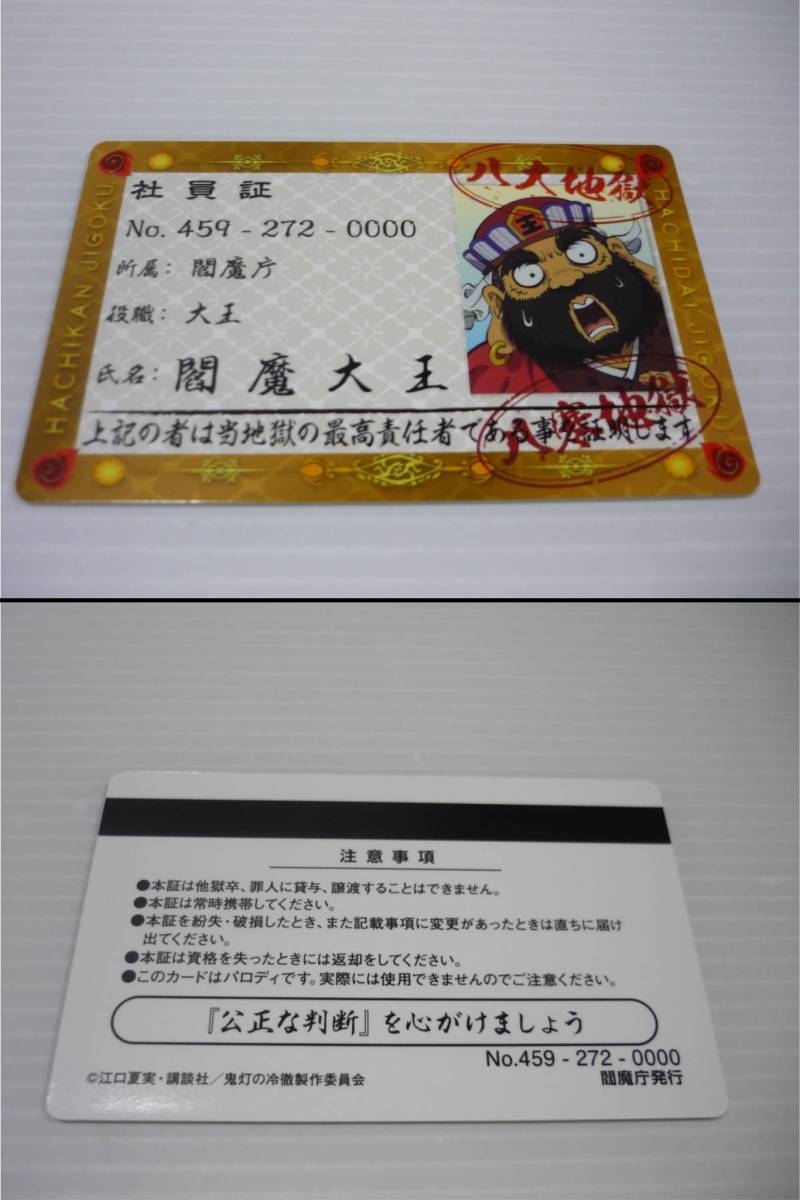 社員証
八大地獄
No. 459 - 272 - 0000
所属： 閻魔庁
役職： 大王
氏名： 閻魔大王
王
上記の者は当地獄の最高責任者である事を証明します
八寒地獄
HACHIKAN JIGOKU
HACHIDAI JIGOKU
注意事項
●本証は他獄卒、罪人に貸与、譲渡することはできません。
●本証は常時携帯してください。
●本証を紛失・破損したとき、また記載事項に変更があったときは直ちに届け
出てください。
●本証は資格を失ったときには返却をしてください。
●このカードはパロディです。実際には使用できませんのでご注意ください。
『公正な判断』を心がけましょう
No.459 - 272 - 0000
©江口夏実・講談社／鬼灯の冷徹製作委員会
閻魔庁発行